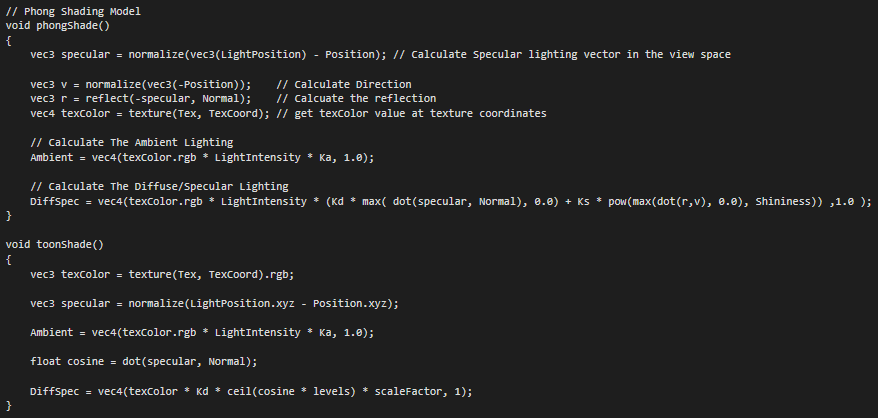 // Phong Shading Model
void phongShade()
{
    vec3 specular = normalize(vec3(LightPosition) - Position); // Calculate Specular lighting vector in the view space
    vec3 v = normalize(vec3(-Position));    // Calculate Direction
    vec3 r = reflect(-specular, Normal);    // Calcuate the reflection
    vec4 texColor = texture(Tex, TexCoord); // get texColor value at texture coordinates
    // Calculate The Ambient Lighting
    Ambient = vec4(texColor.rgb * LightIntensity * Ka, 1.0);
    // Calculate The Diffuse/Specular Lighting
    DiffSpec = vec4(texColor.rgb * LightIntensity * (Kd * max( dot(specular, Normal), 0.0) + Ks * pow(max(dot(r,v), 0.0), Shininess)) ,1.0 );
}
void toonShade()
{
    vec3 texColor = texture(Tex, TexCoord).rgb;
    vec3 specular = normalize(LightPosition.xyz - Position.xyz);
    Ambient = vec4(texColor.rgb * LightIntensity * Ka, 1.0);
    float cosine = dot(specular, Normal);
    DiffSpec = vec4(texColor * Kd * ceil(cosine * levels) * scaleFactor, 1);
}